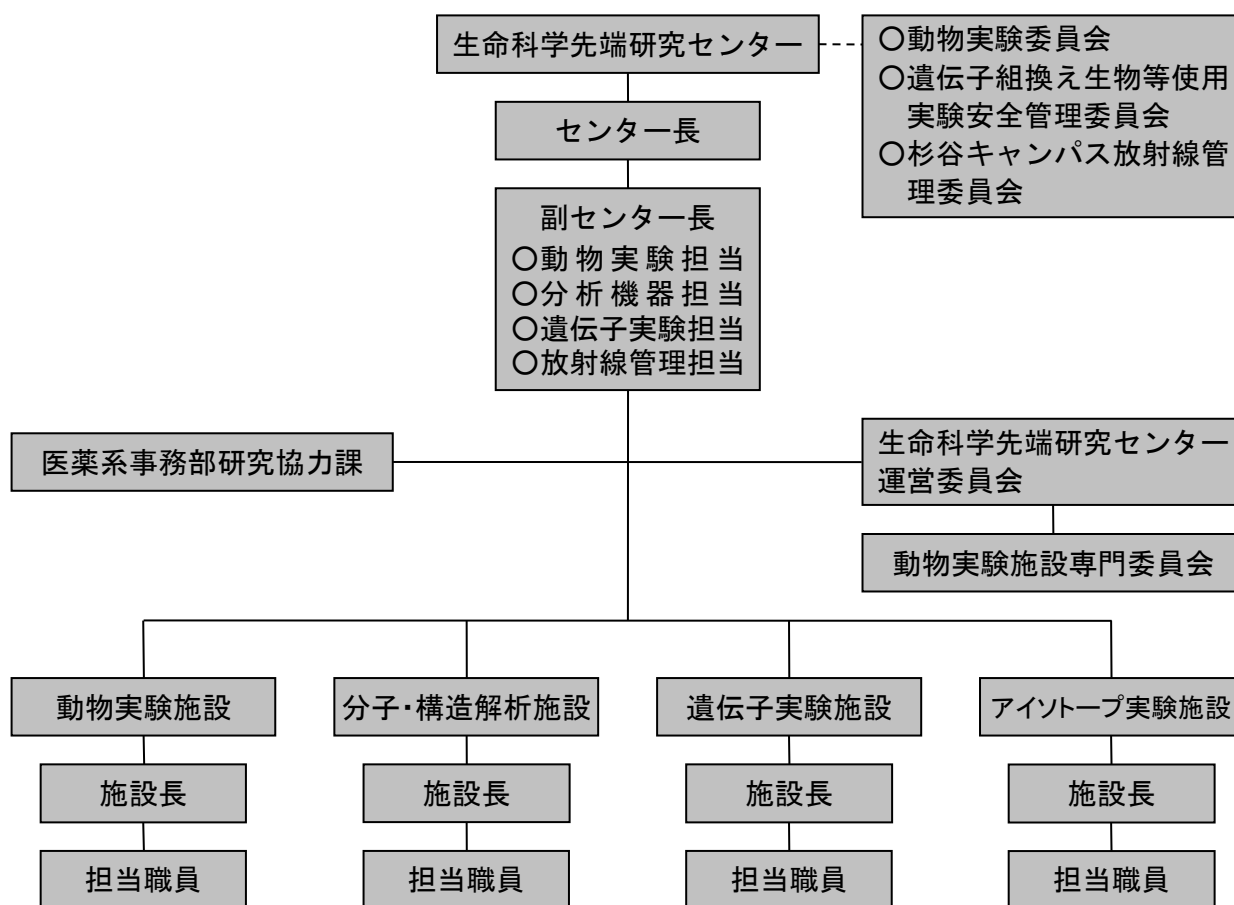 生命科学先端研究センター
○動物実験委員会
○遺伝子組換え生物等使用
実験安全管理委員会
○杉谷キャンパス放射線管
理委員会
センター長
副センター長
○動物実験担当
○分析機器担当
○遺伝子実験担当
○放射線管理担当
医薬系事務部研究協力課
生命科学先端研究センター
運営委員会
動物実験施設専門委員会
動物実験施設
分子・構造解析施設
遺伝子実験施設
アイソトープ実験施設
施設長
施設長
施設長
施設長
担当職員
担当職員
担当職員
担当職員